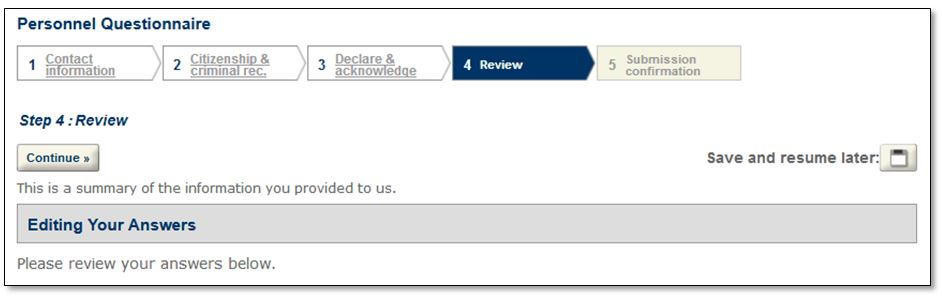 Personnel Questionnaire
1 Contact information
2 Citizenship & criminal rec.
3 Declare & acknowledge
4 Review
5 Submission confirmation
Step 4 : Review
Continue »
Save and resume later:
This is a summary of the information you provided to us.
Editing Your Answers
Please review your answers below.